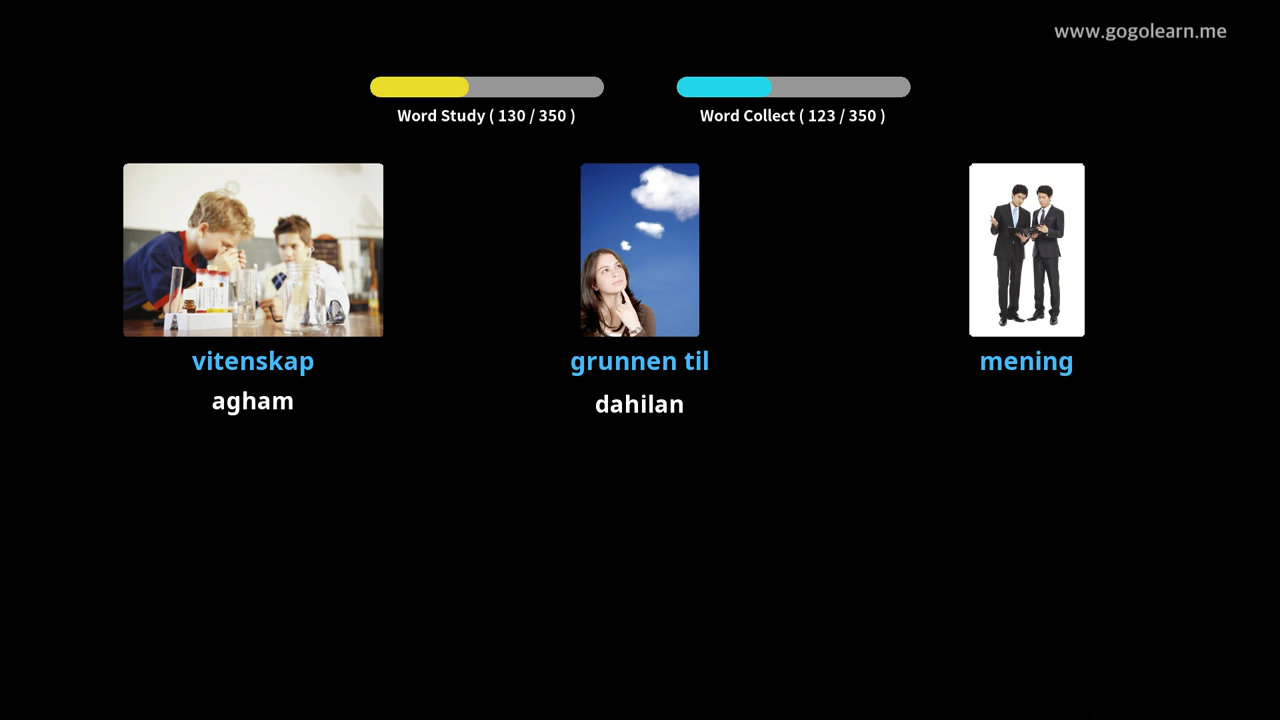 www.gogolearn.me
Word Study ( 130 / 350 )
Word Collect ( 123 / 350 )
vitenskap
grunnen til
mening
agham
dahilan